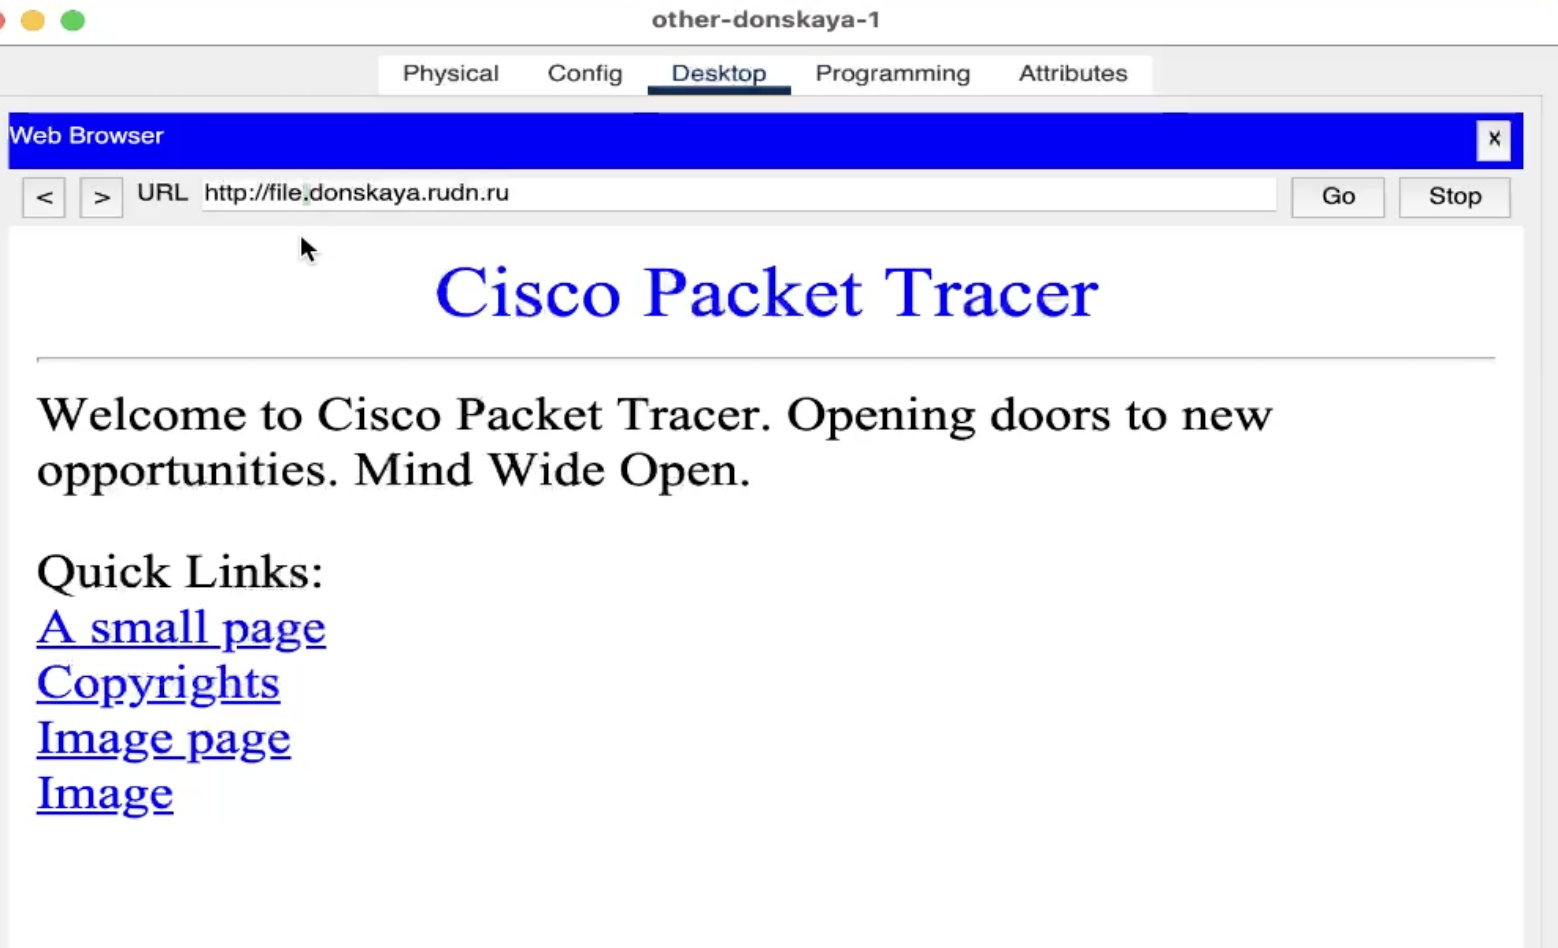 other-donskaya-1
Physical Config Desktop Programming Attributes
Web Browser X
< > URL http://file.donskaya.rudn.ru Go Stop
Cisco Packet Tracer
Welcome to Cisco Packet Tracer. Opening doors to new
opportunities. Mind Wide Open.
Quick Links:
A small page
Copyrights
Image page
Image